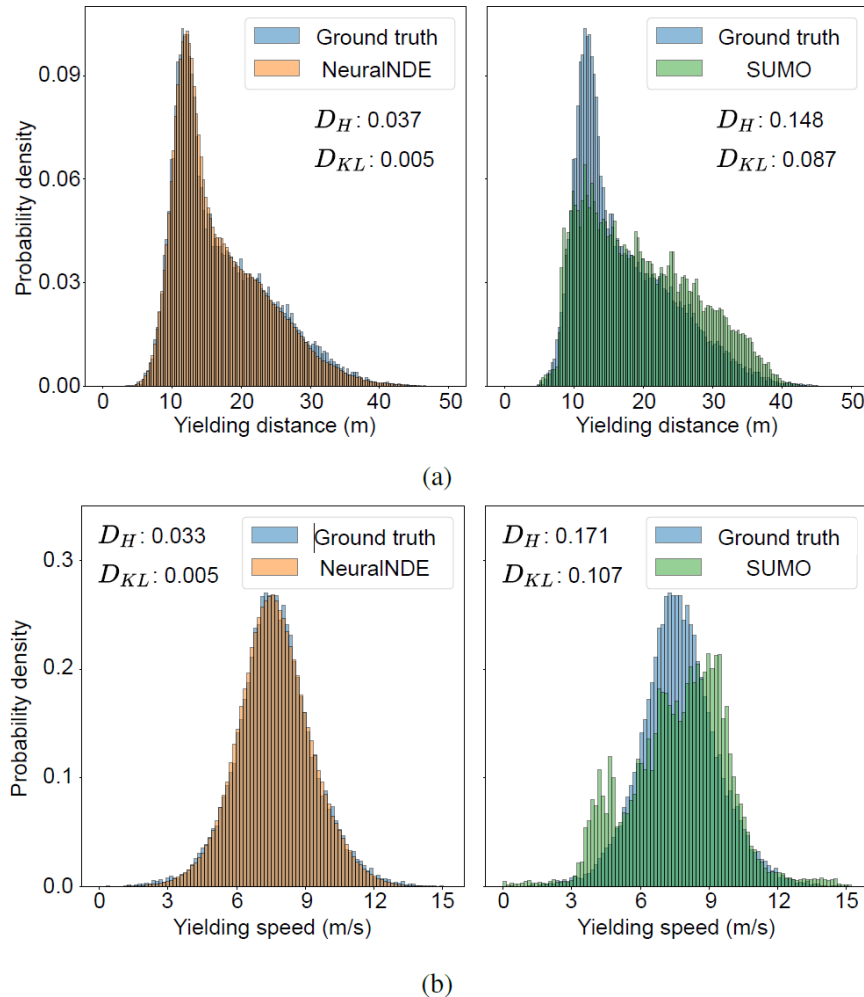 Ground truth
NeuralNDE
D_H: 0.037
D_KL: 0.005
0.09
0.06
0.03
0.00
Probability density
0 10 20 30 40 50
Yielding distance (m)
Ground truth
SUMO
D_H: 0.148
D_KL: 0.087
0 10 20 30 40 50
Yielding distance (m)
(a)
D_H: 0.033
D_KL: 0.005
Ground truth
NeuralNDE
0.3
0.2
0.1
0.0
Probability density
0 3 6 9 12 15
Yielding speed (m/s)
D_H: 0.171
D_KL: 0.107
Ground truth
SUMO
0 3 6 9 12 15
Yielding speed (m/s)
(b)